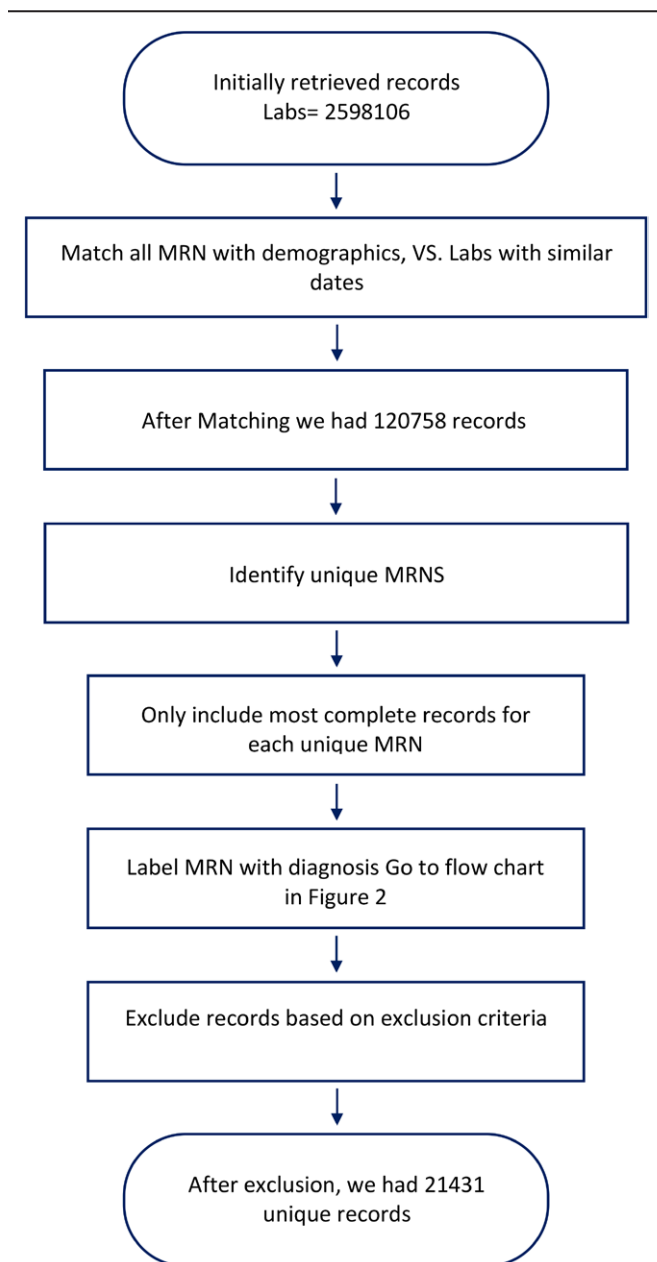 Initially retrieved records
Labs= 2598106
Match all MRN with demographics, VS. Labs with similar
dates
After Matching we had 120758 records
Identify unique MRNS
Only include most complete records for
each unique MRN
Label MRN with diagnosis Go to flow chart
in Figure 2
Exclude records based on exclusion criteria
After exclusion, we had 21431
unique records